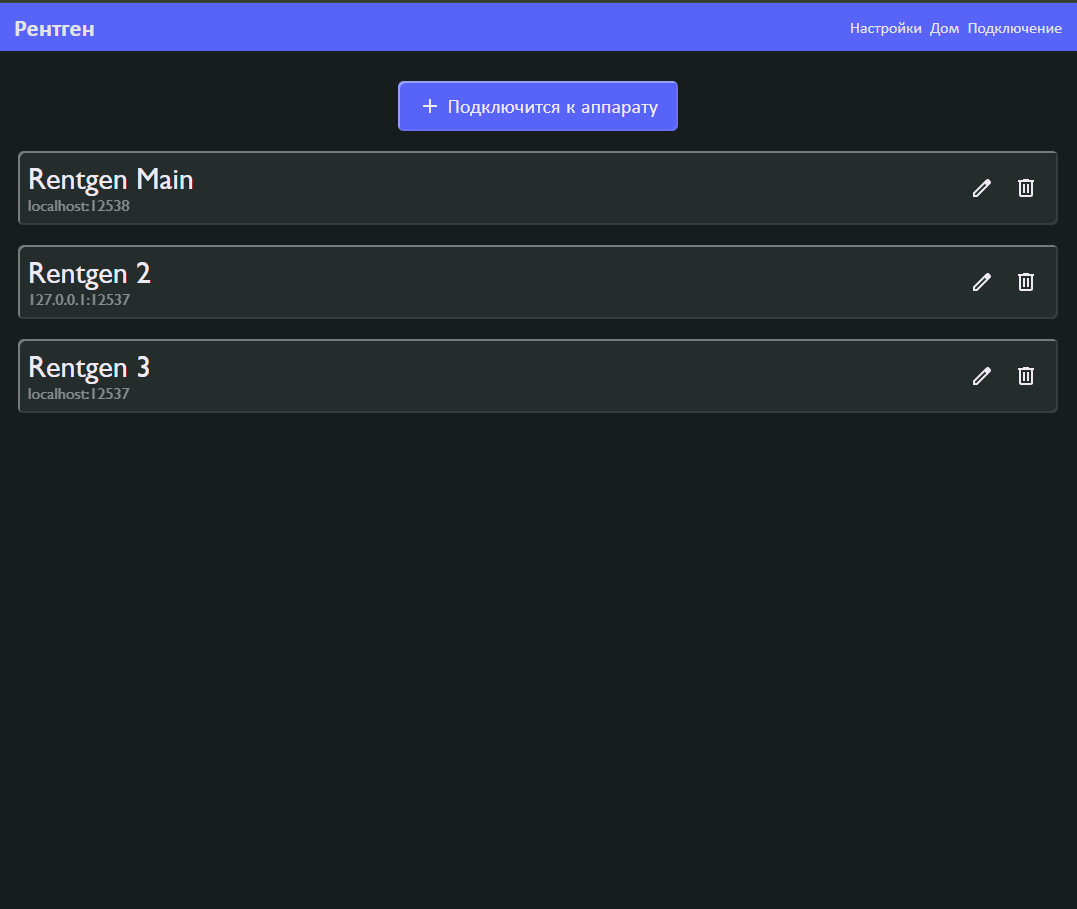 Рентген
Настройки Дом Подключение
+ Подключится к аппарату
Rentgen Main
localhost:12538
Rentgen 2
127.0.0.1:12537
Rentgen 3
localhost:12537